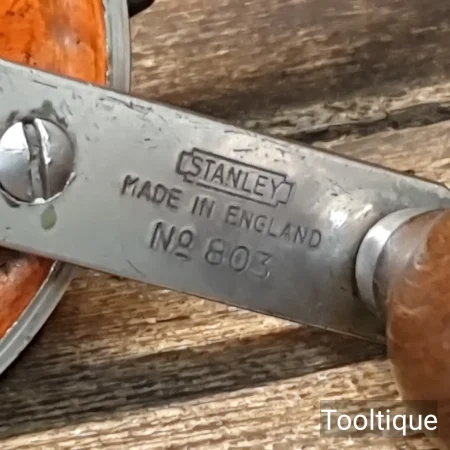 STANLEY
MADE IN ENGLAND
Nº 803
Tooltique